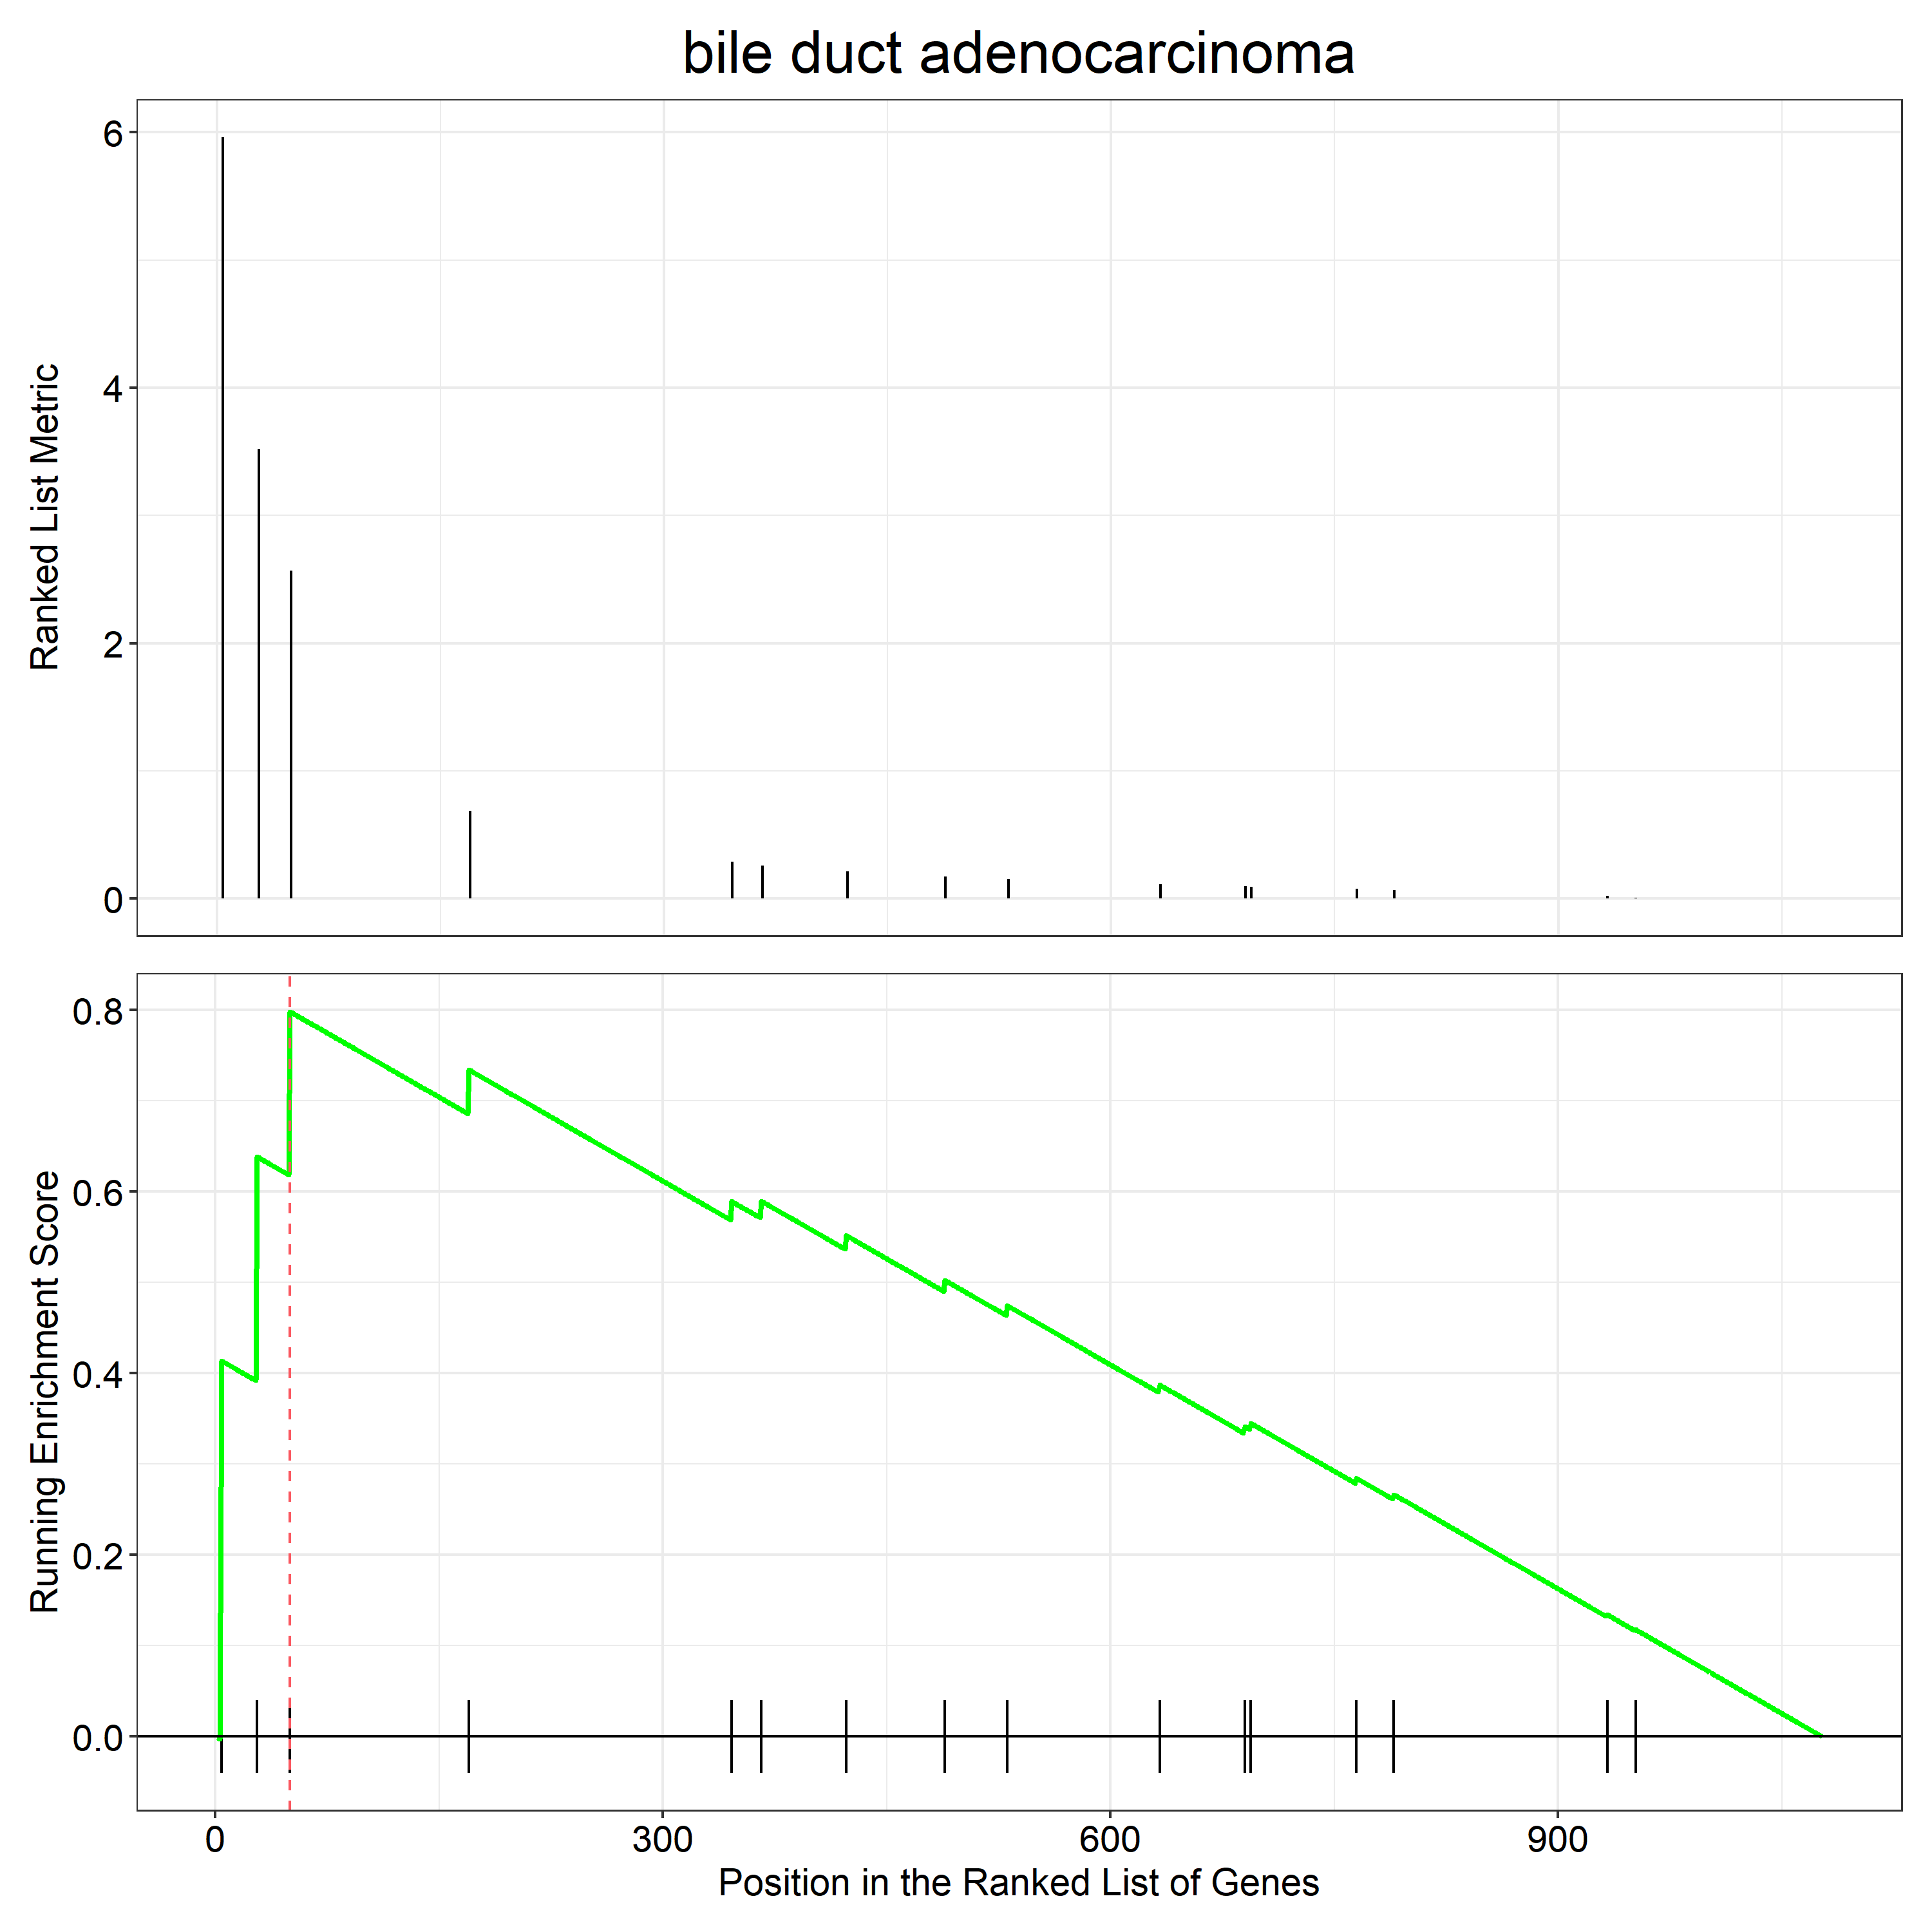 bile duct adenocarcinoma
Ranked List Metric
6
4
2
0
Running Enrichment Score
0.8
0.6
0.4
0.2
0.0
0 300 600 900
Position in the Ranked List of Genes